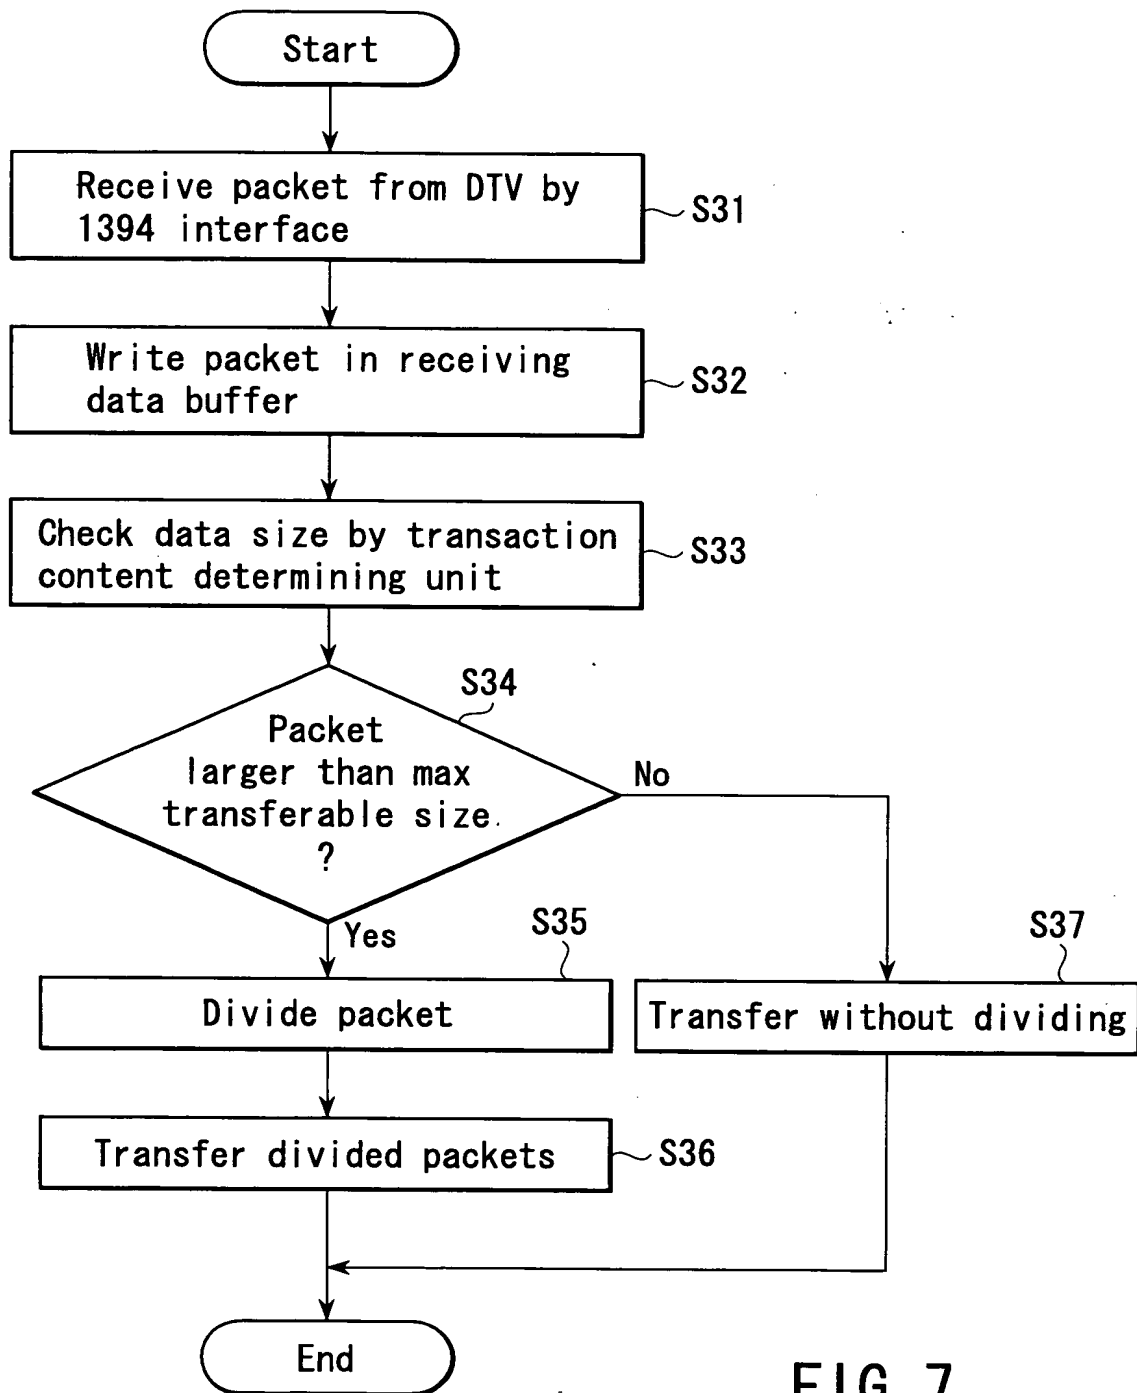 Start
Receive packet from DTV by
1394 interface
S31
Write packet in receiving
data buffer
S32
Check data size by transaction
content determining unit
S33
S34
Packet
larger than max
transferable size
?
No
Yes
S35
Divide packet
S37
Transfer without dividing
Transfer divided packets
S36
End
FIG.7